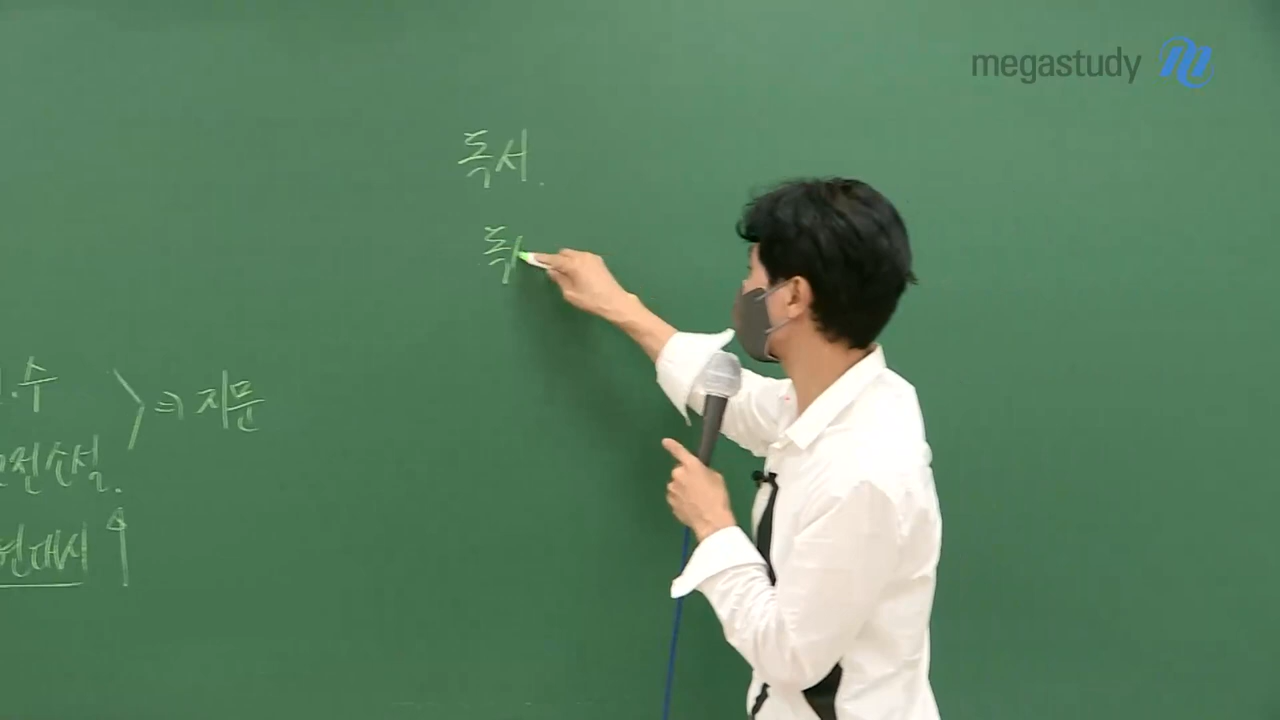 megastudy
독서.
독
수 ⇒ 지문
전소설.
현대시 ↑